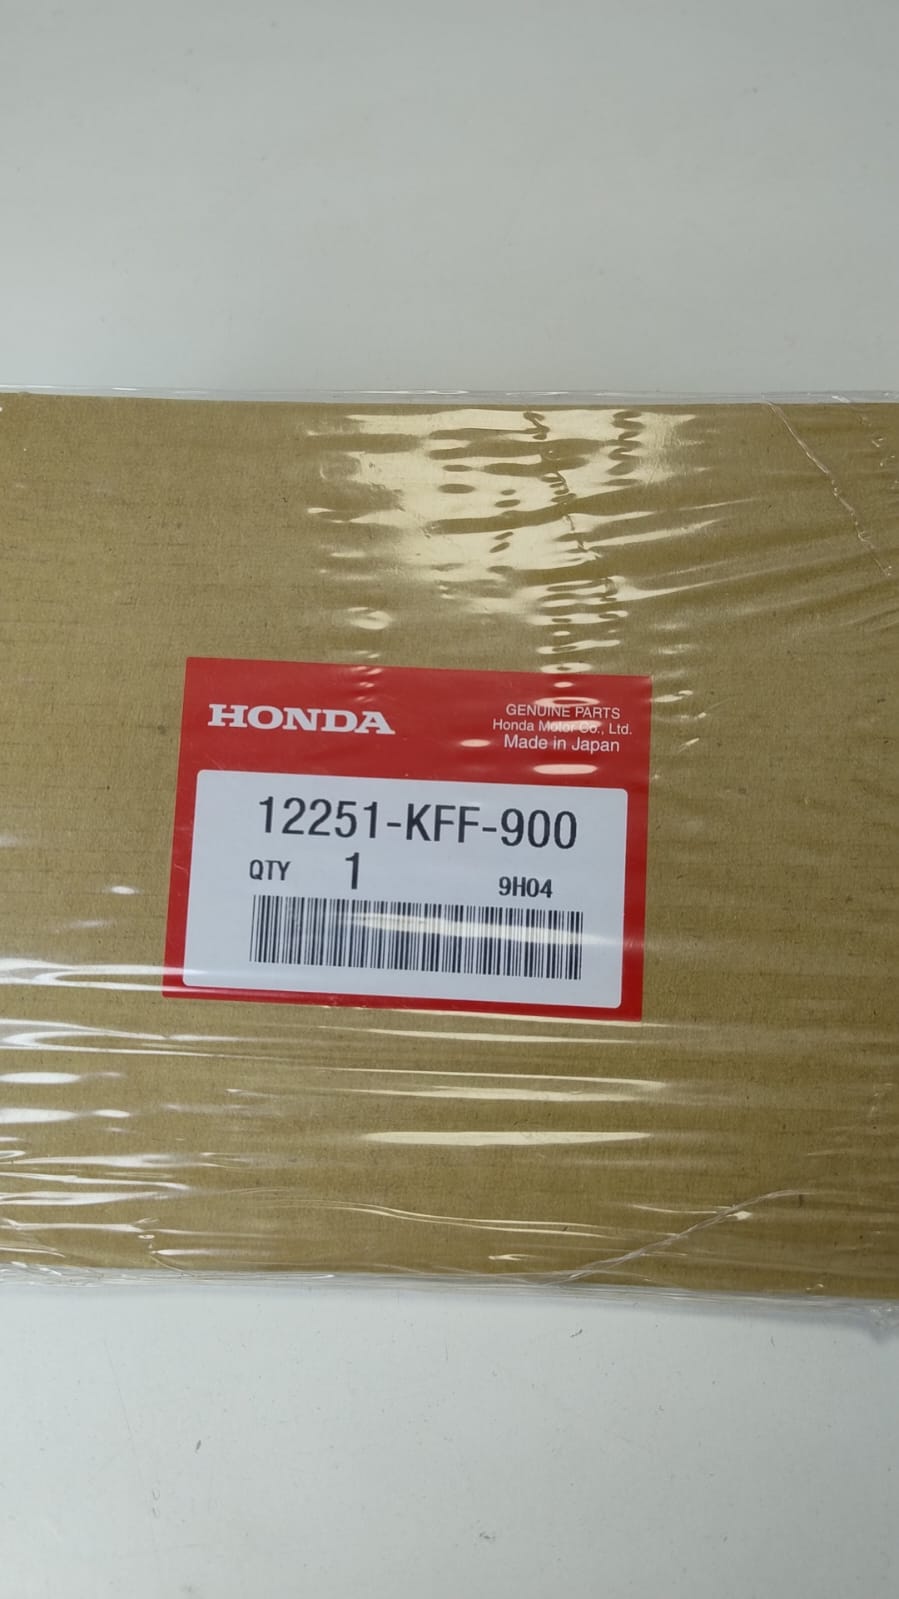 HONDA
GENUINE PARTS
Honda Motor Co., Ltd.
Made in Japan
12251-KFF-900
QTY 1 9H04